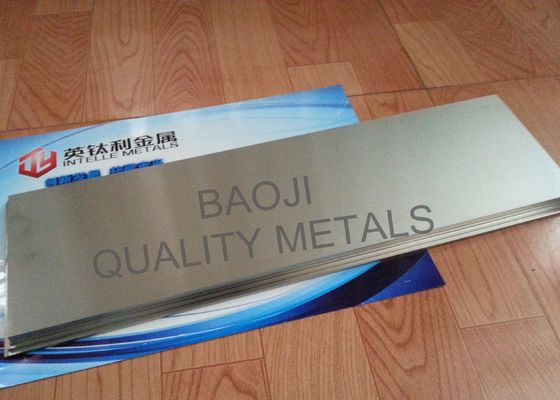 英钛利金属
INTELLE METALS
BAOJI
QUALITY METALS